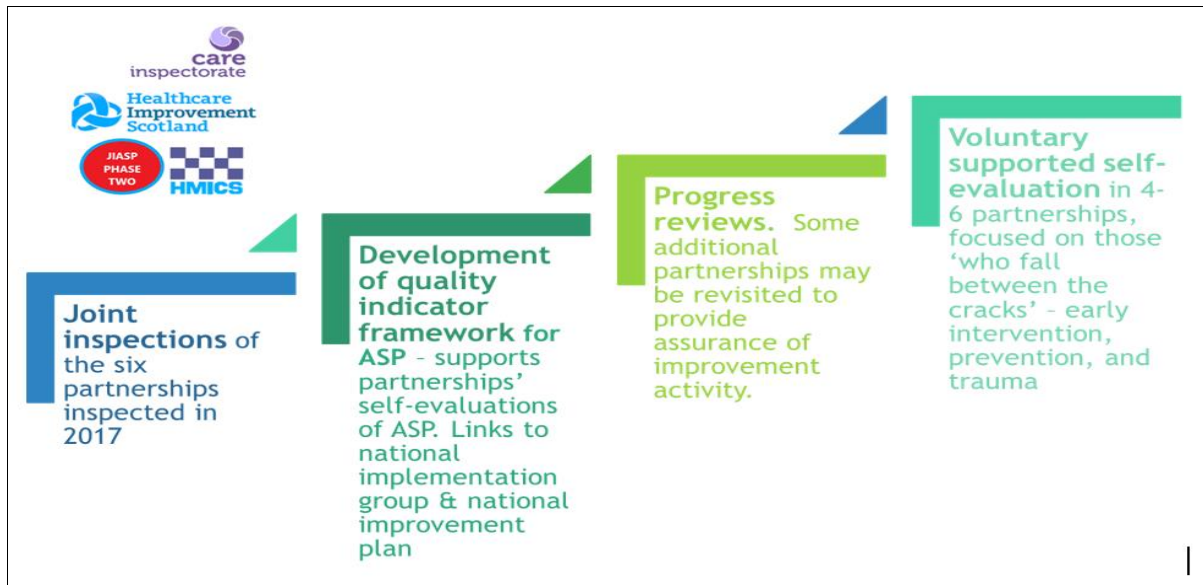 care
inspectorate
Healthcare
Improvement
Scotland
JIASP
PHASE
TWO
HMICS
Joint
inspections of
the six
partnerships
inspected in
2017
Development
of quality
indicator
framework for
ASP – supports
partnerships’
self-evaluations
of ASP. Links to
national
implementation
group & national
improvement
plan
Progress
reviews. Some
additional
partnerships may
be revisited to
provide
assurance of
improvement
activity.
Voluntary
supported self-
evaluation in 4-
6 partnerships,
focused on those
‘who fall
between the
cracks’ – early
intervention,
prevention, and
trauma